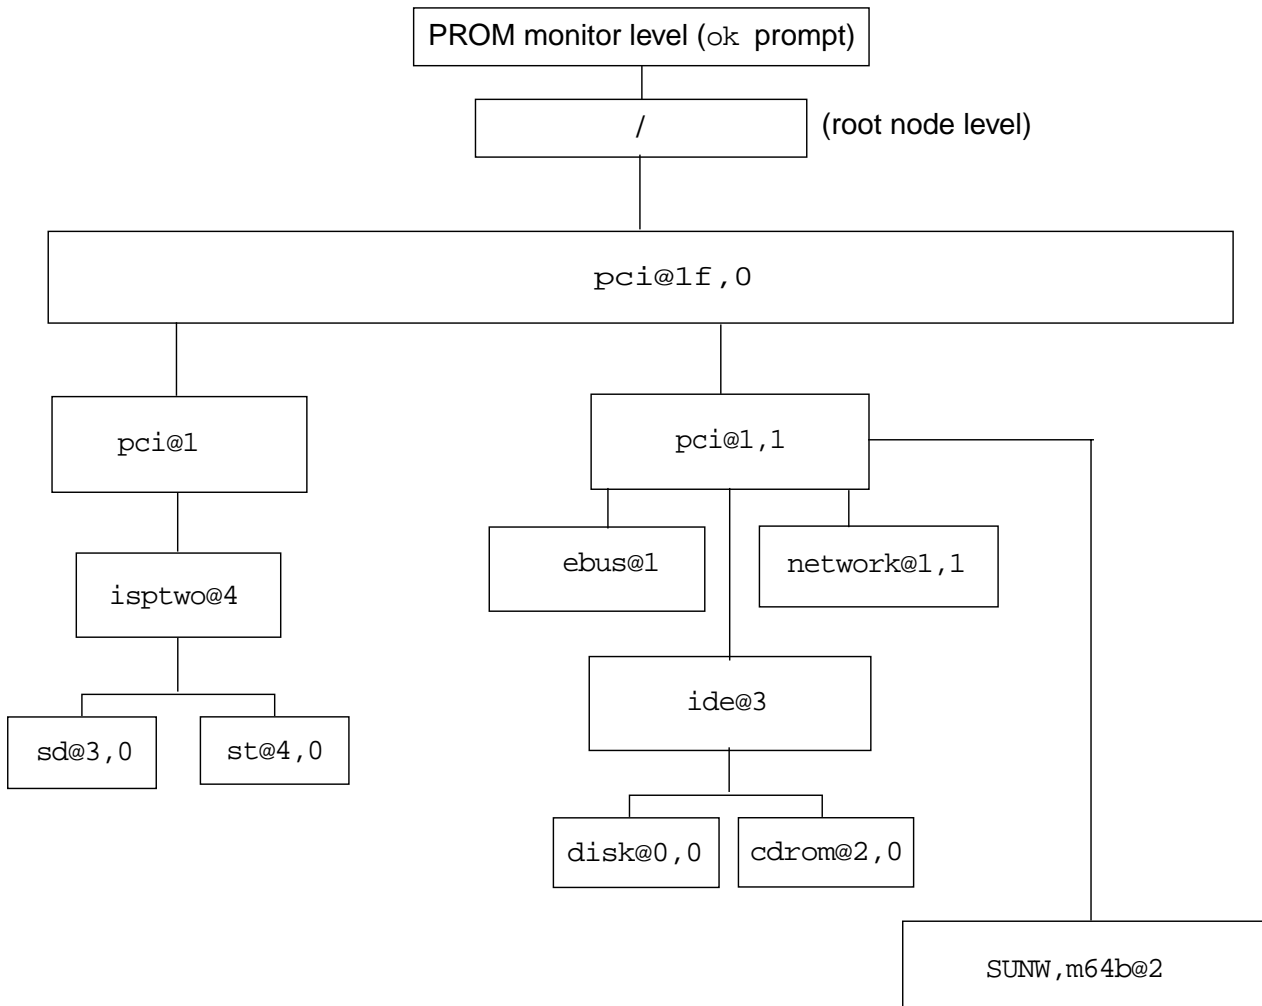 PROM monitor level (ok prompt)
/
(root node level)
pci@1f,0
pci@1
pci@1,1
ebus@1
network@1,1
isptwo@4
ide@3
sd@3,0
st@4,0
disk@0,0
cdrom@2,0
SUNW,m64b@2